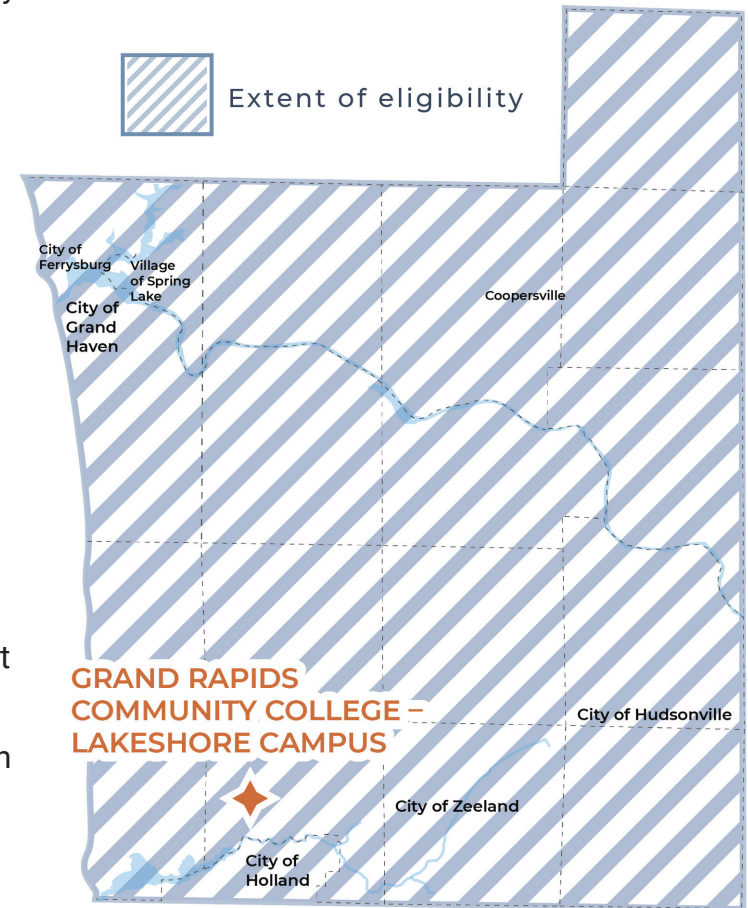 y
Extent of eligibility
City of
Ferrysburg
Village
of Spring
Lake
City of
Grand
Haven
Coopersville
t
GRAND RAPIDS
COMMUNITY COLLEGE –
LAKESHORE CAMPUS
n
City of Hudsonville
City of Zeeland
City of
Holland